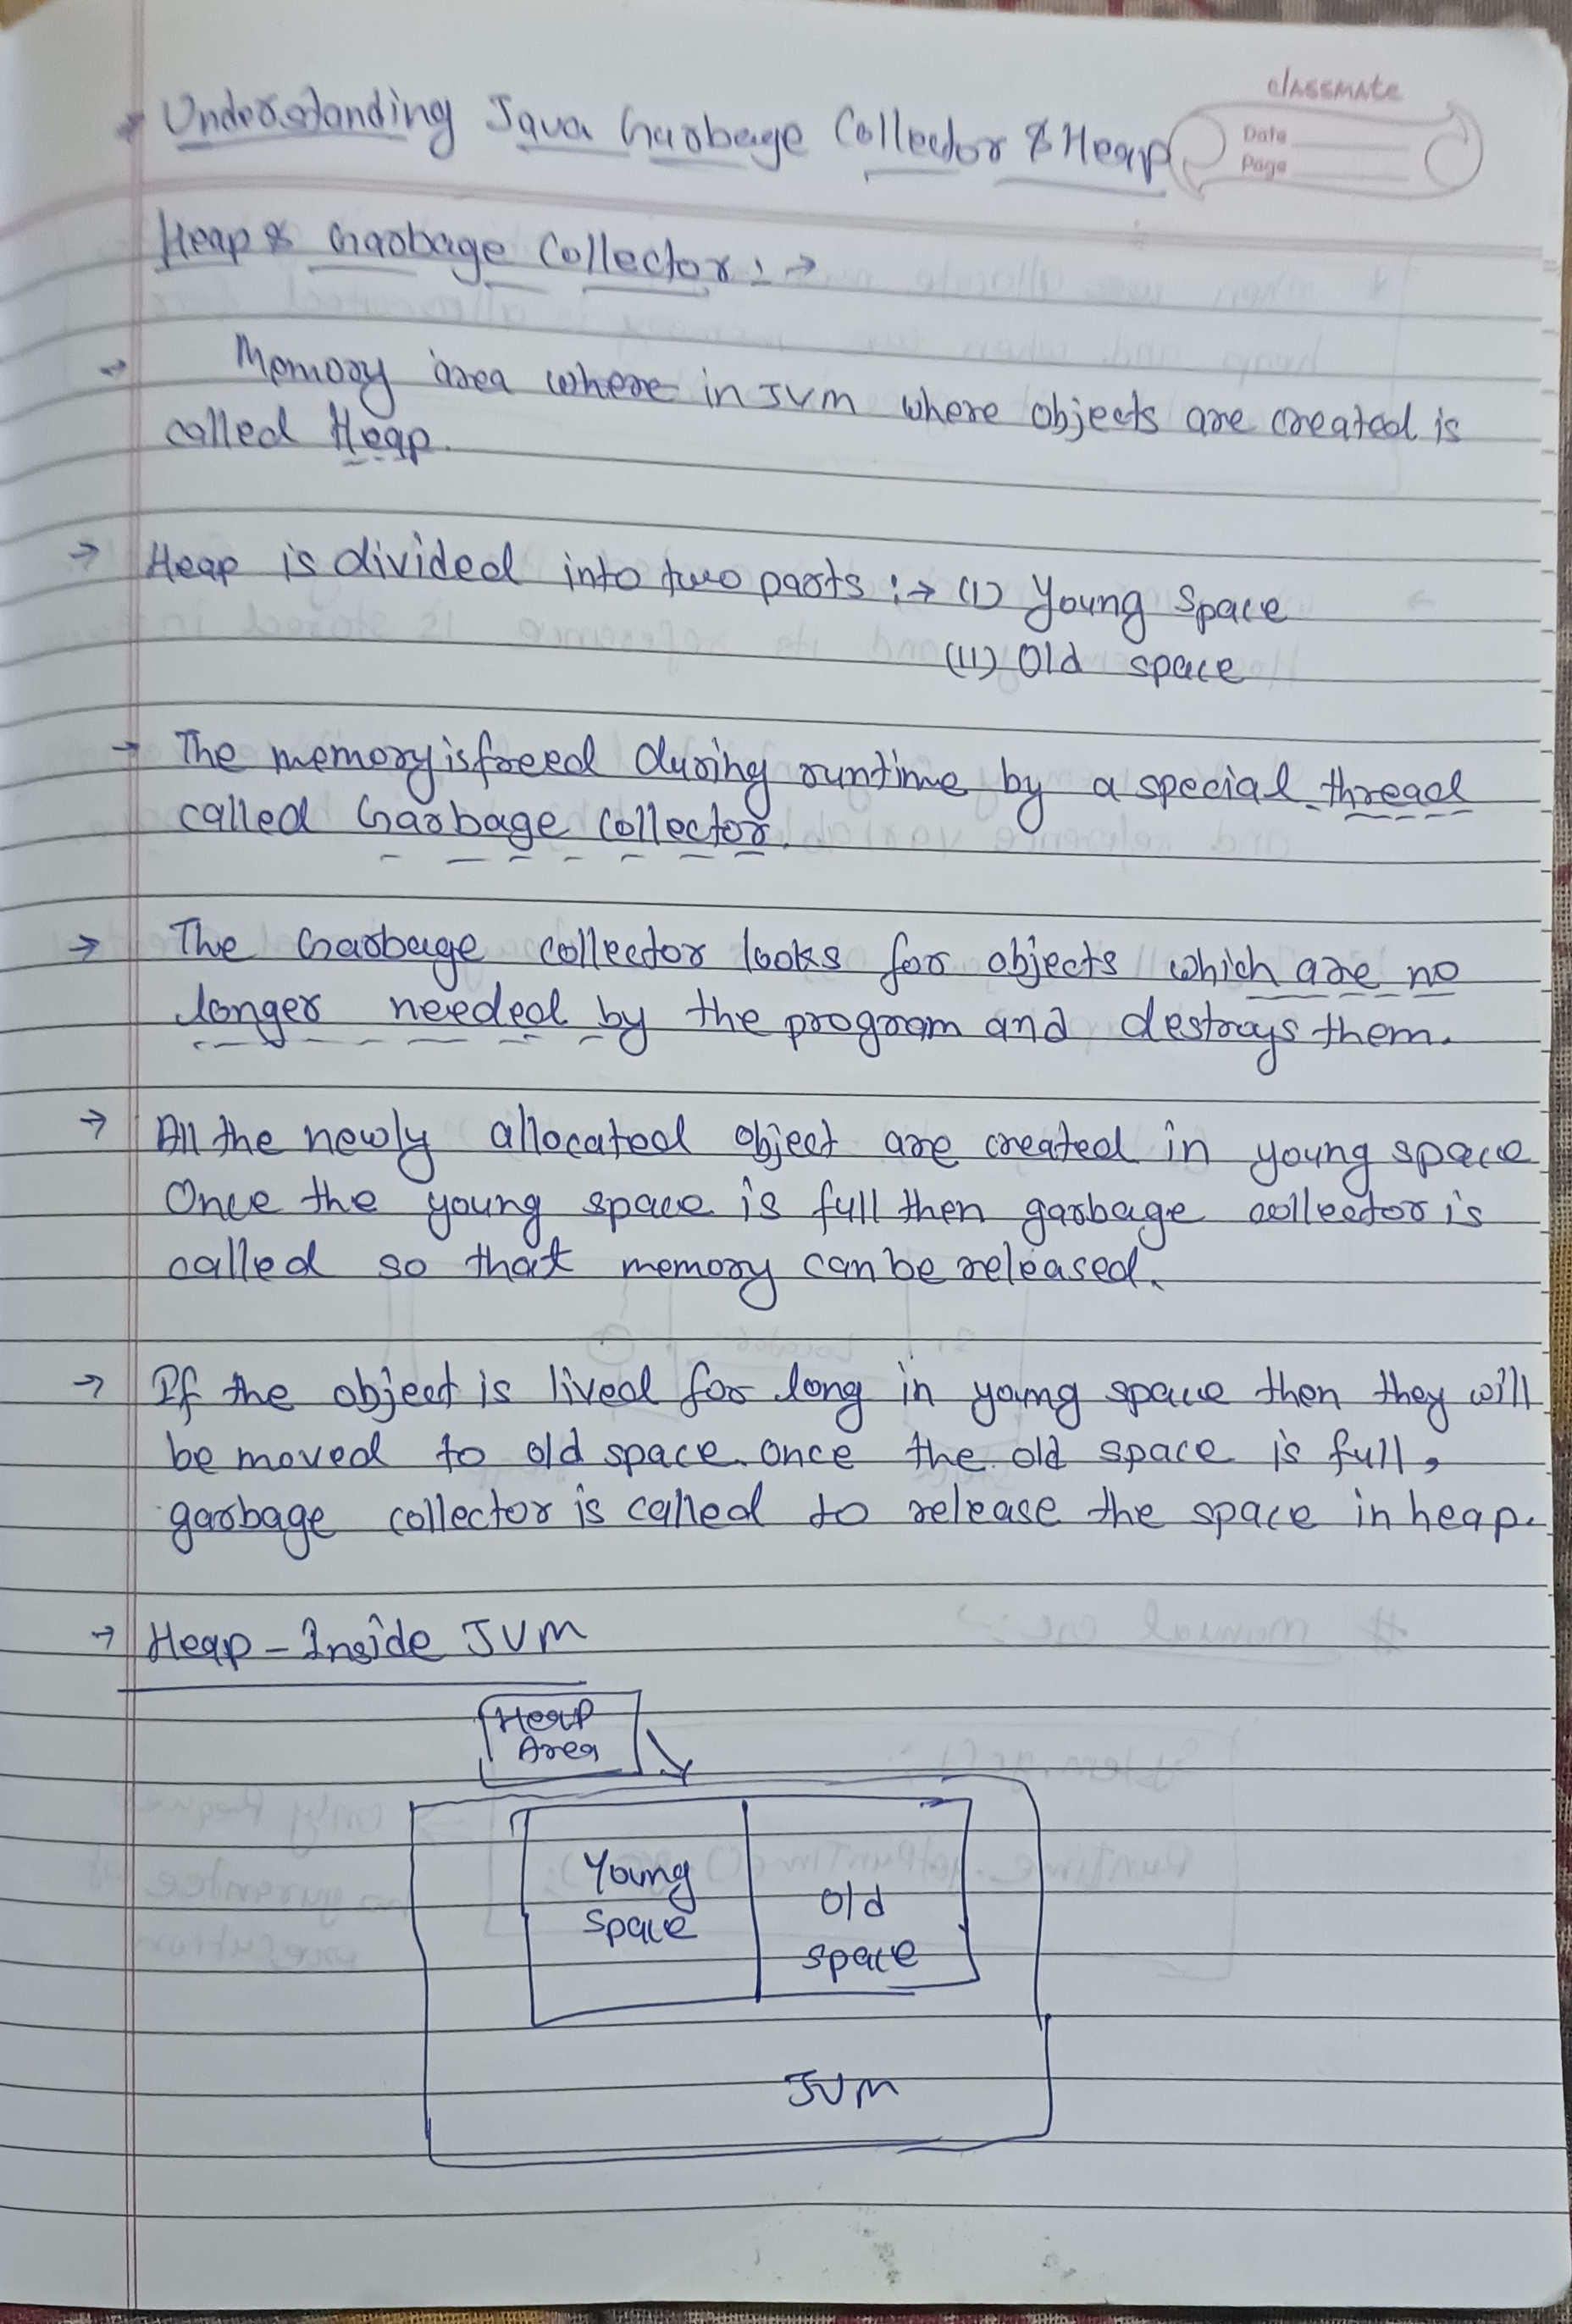 * Understanding Java Garbage Collector & Heap
classmate
Date
Page
Heap & Garbage Collector :→
→ Memory area where in JVM where objects are created is
called Heap.
→ Heap is divided into two parts :→ (I) Young Space
(II) Old space
→ The memory is freed during runtime by a special thread
called Garbage Collector.
→ The Garbage collector looks for objects which are no
longer needed by the program and destroys them.
→ All the newly allocated object are created in young space
Once the young space is full then garbage collector is
called so that memory can be released.
→ If the object is lived for long in young space then they will
be moved to old space. once the old space is full,
garbage collector is called to release the space in heap.
→ Heap - Inside JVM
Heap
Area
Young
space
old
space
JVM